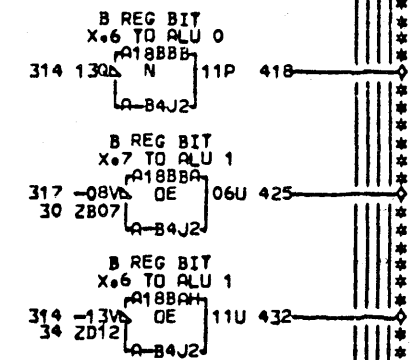 B REG BIT
X.6 TO ALU 0
A18BBB
314 13Q N 11P 418
A-B4J2
B REG BIT
X.7 TO ALU 1
A18BBA
317 -08V OE 06U 425
30 ZB07
A-B4J2
B REG BIT
X.6 TO ALU 1
A18BAH
314 -13V OE 11U 432
34 ZD12
A-B4J2